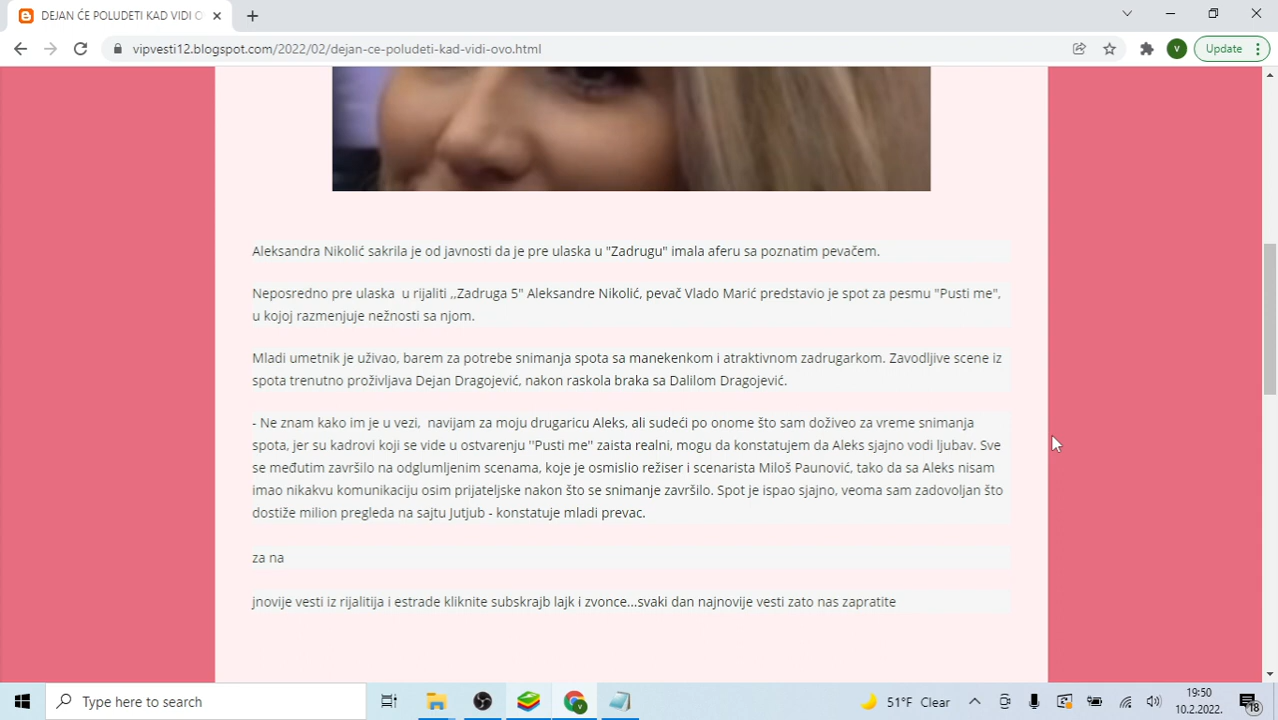 DEJAN ĆE POLUDETI KAD VIDI O
vipvesti12.blogspot.com/2022/02/dejan-ce-poludeti-kad-vidi-ovo.html
V
Update
Aleksandra Nikolić sakrila je od javnosti da je pre ulaska u "Zadrugu" imala aferu sa poznatim pevačem.
Neposredno pre ulaska u rijaliti ,,Zadruga 5" Aleksandre Nikolić, pevač Vlado Marić predstavio je spot za pesmu "Pusti me",
u kojoj razmenjuje nežnosti sa njom.
Mladi umetnik je uživao, barem za potrebe snimanja spota sa manekenkom i atraktivnom zadrugarkom. Zavodljive scene iz
spota trenutno proživljava Dejan Dragojević, nakon raskola braka sa Dalilom Dragojević.
- Ne znam kako im je u vezi, navijam za moju drugaricu Aleks, ali sudeći po onome što sam doživeo za vreme snimanja
spota, jer su kadrovi koji se vide u ostvarenju ''Pusti me'' zaista realni, mogu da konstatujem da Aleks sjajno vodi ljubav. Sve
se međutim završilo na odglumljenim scenama, koje je osmislio režiser i scenarista Miloš Paunović, tako da sa Aleks nisam
imao nikakvu komunikaciju osim prijateljske nakon što se snimanje završilo. Spot je ispao sjajno, veoma sam zadovoljan što
dostiže milion pregleda na sajtu Jutjub - konstatuje mladi prevac.
za na
jnovije vesti iz rijalitija i estrade kliknite subskrajb lajk i zvonce...svaki dan najnovije vesti zato nas zapratite
Type here to search
V
51°F Clear
19:50
10.2.2022.
18